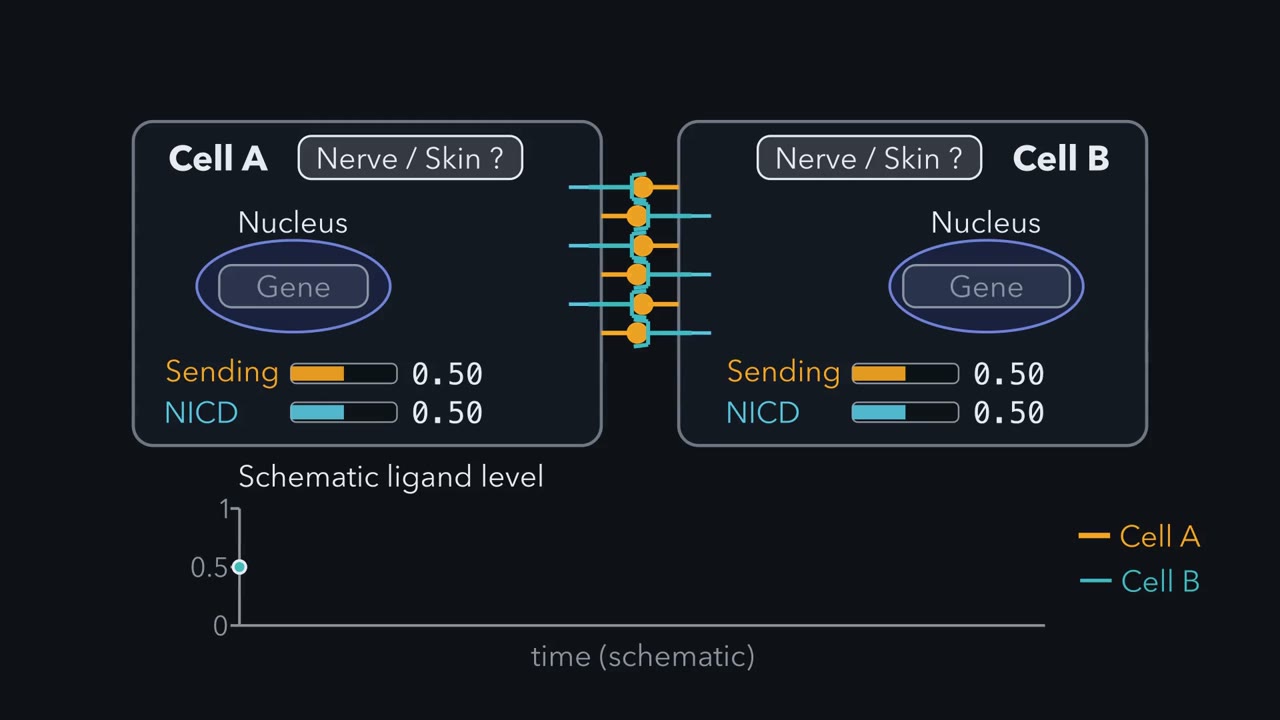 Cell A
Nerve / Skin ?
Nucleus
Gene
Sending 0.50
NICD 0.50
Nerve / Skin ?
Cell B
Nucleus
Gene
Sending 0.50
NICD 0.50
Schematic ligand level
1
0.5
0
time (schematic)
Cell A
Cell B